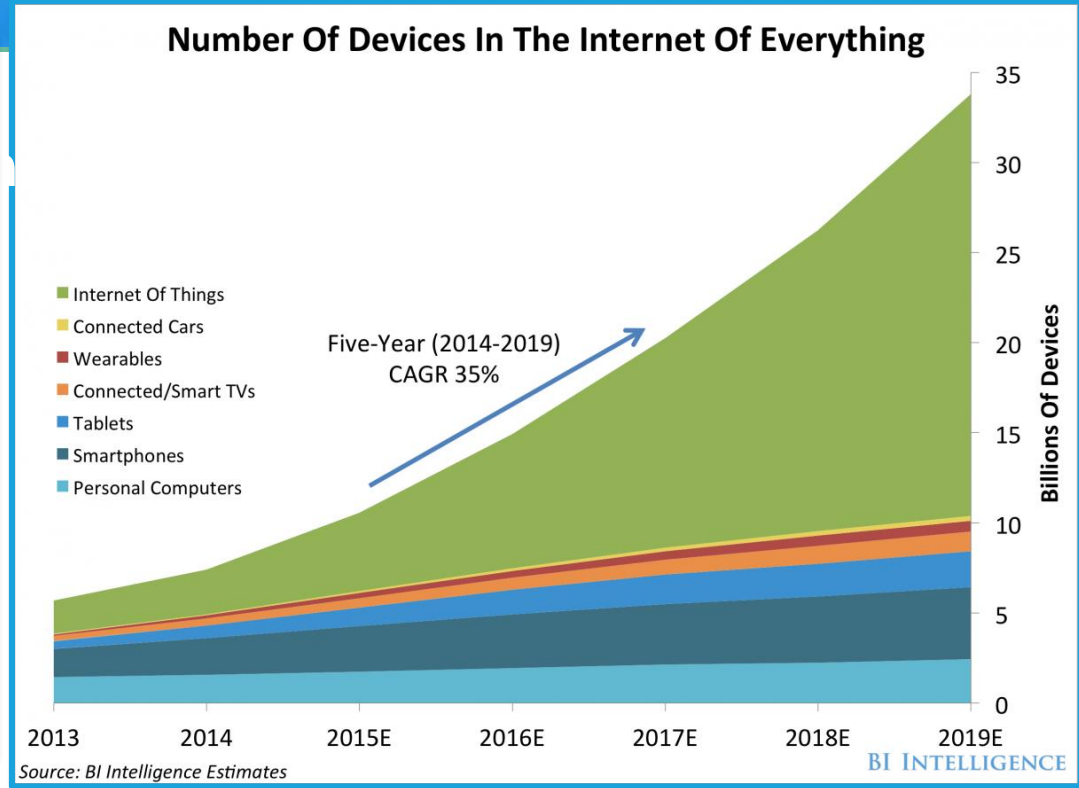 Number Of Devices In The Internet Of Everything
35
30
25
20
15
10
5
0
Billions Of Devices
Internet Of Things
Connected Cars
Wearables
Connected/Smart TVs
Tablets
Smartphones
Personal Computers
Five-Year (2014-2019)
CAGR 35%
2013 2014 2015E 2016E 2017E 2018E 2019E
Source: BI Intelligence Estimates
BI INTELLIGENCE